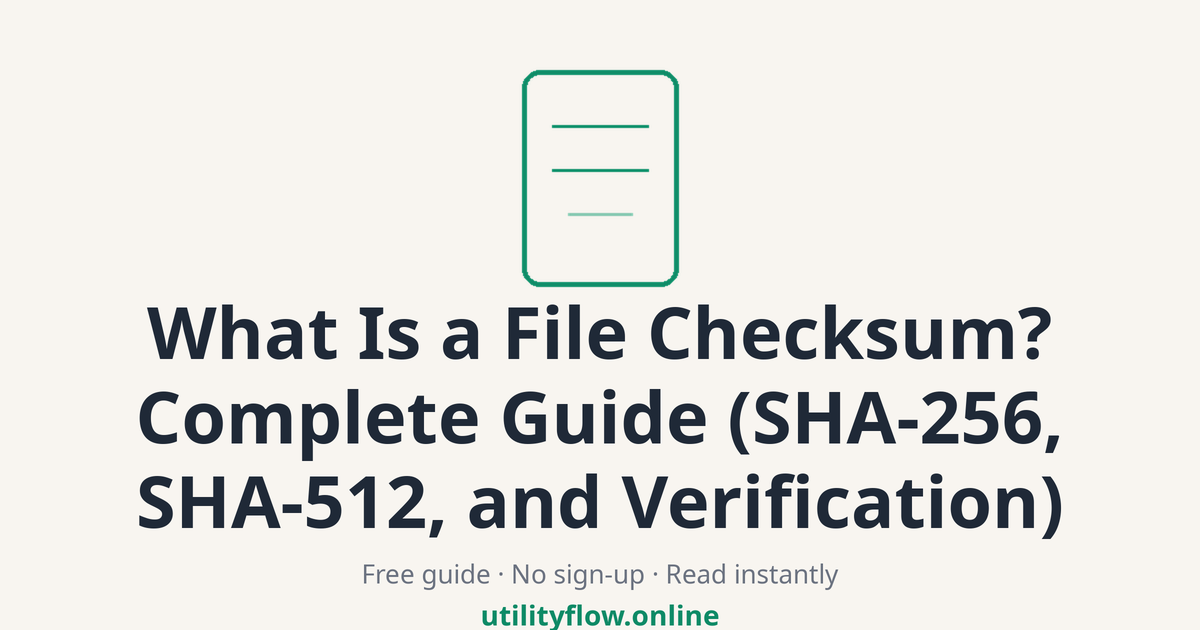 What Is a File Checksum?
Complete Guide (SHA-256,
SHA-512, and Verification)
Free guide · No sign-up · Read instantly
utilityflow.online